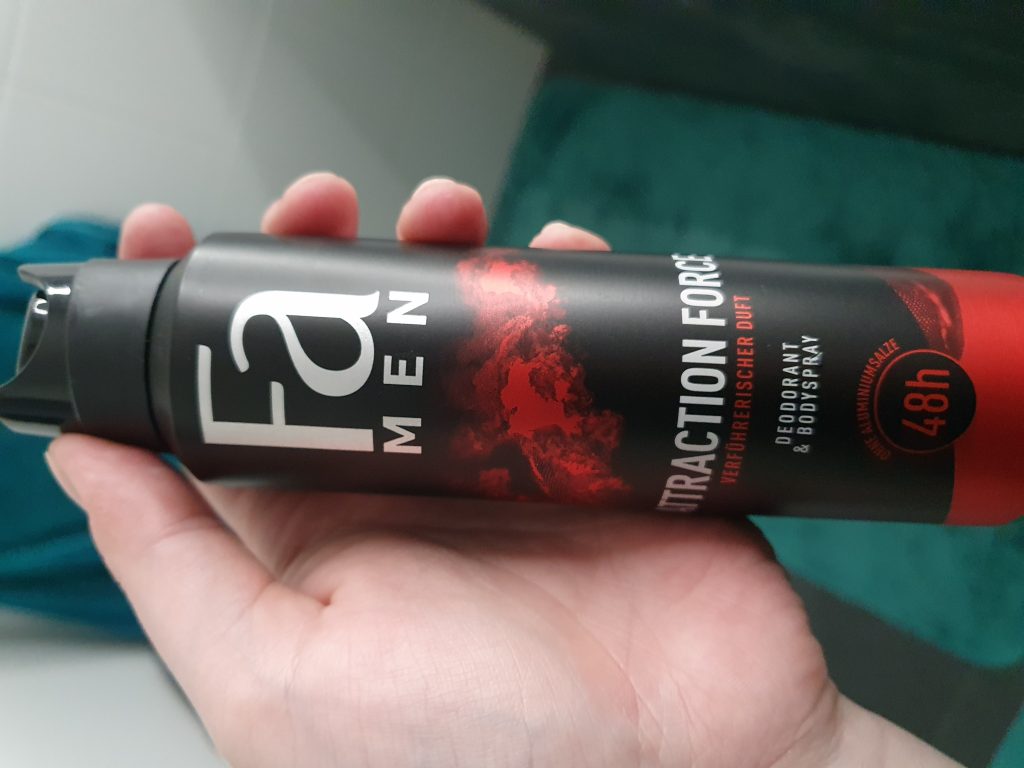 Fa
MEN
ATTRACTION FORCE
VERFÜHRERISCHER DUFT
DEODORANT
& BODYSPRAY
OHNE ALUMINIUMSALZE
48h